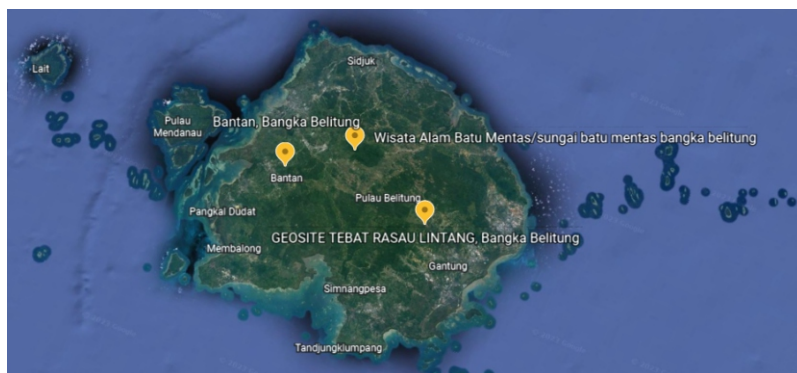 Sidjuk
Lait
Pulau
Mendanau
Bantan, Bangka Belitung
Wisata Alam Batu Mentas/sungai batu mentas bangka belitung
Bantan
Pulau Belitung
Pangkal Dudat
GEOSITE TEBAT RASAU LINTANG, Bangka Belitung
Membalong
Gantung
Simnangpesa
Tandjungklumpang